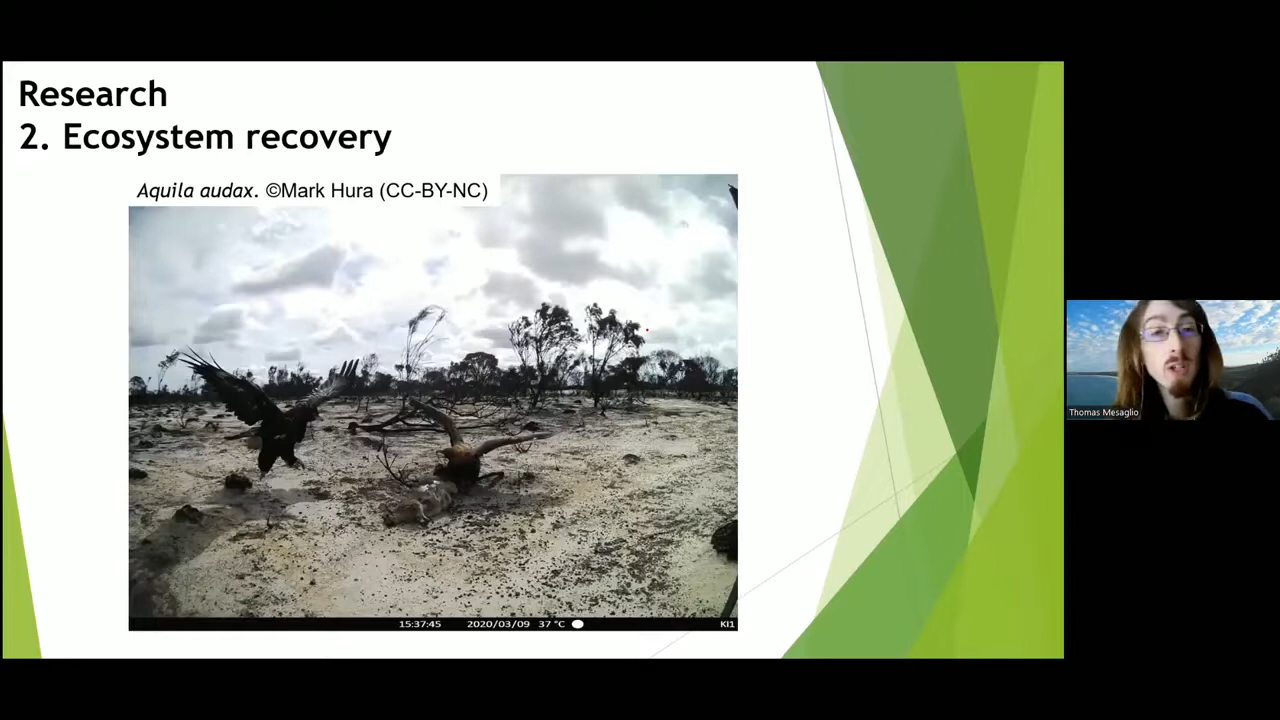 Research
2. Ecosystem recovery
Aquila audax. ©Mark Hura (CC-BY-NC)
15:37:45 2020/03/09 37 °C KI1
Thomas Mesaglio